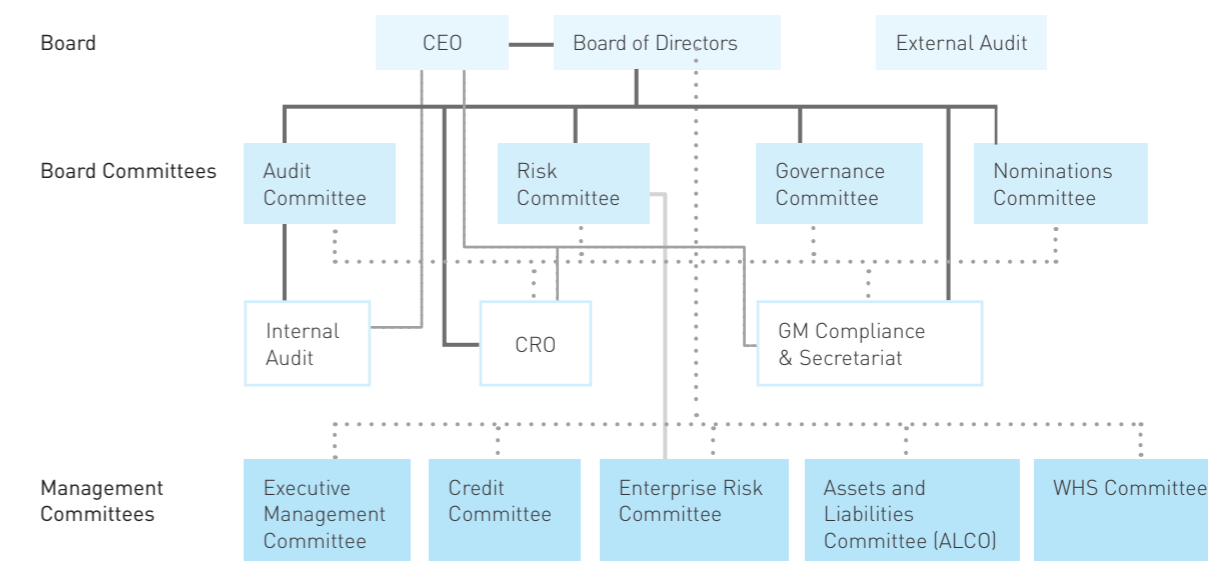 Board
CEO
Board of Directors
External Audit
Board Committees
Audit
Committee
Risk
Committee
Governance
Committee
Nominations
Committee
Internal
Audit
CRO
GM Compliance
& Secretariat
Management
Committees
Executive
Management
Committee
Credit
Committee
Enterprise Risk
Committee
Assets and
Liabilities
Committee (ALCO)
WHS Committee